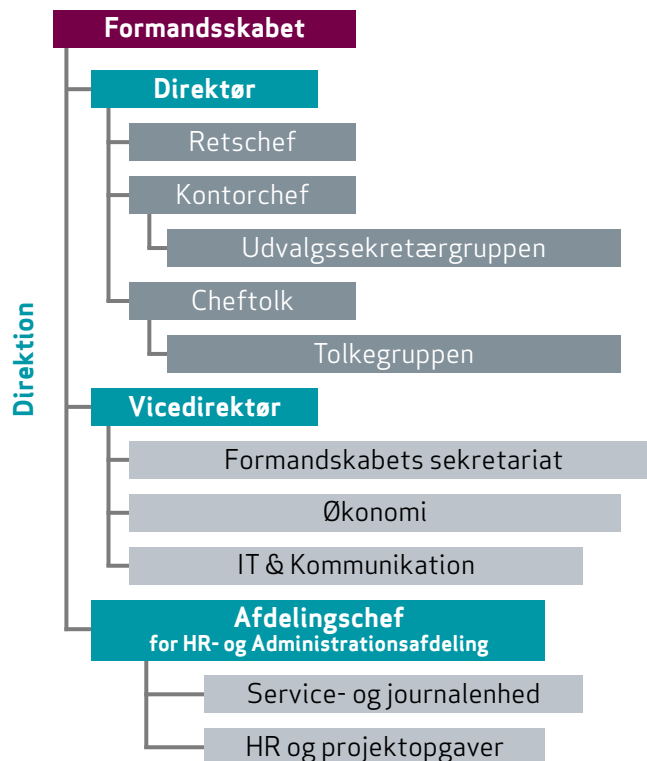 Formandsskabet
Direktør
Retschef
Kontorchef
Udvalgssekretærgruppen
Cheftolk
Tolkegruppen
Direktion
Vicedirektør
Formandskabets sekretariat
Økonomi
IT & Kommunikation
Afdelingschef
for HR- og Administrationsafdeling
Service- og journalenhed
HR og projektopgaver